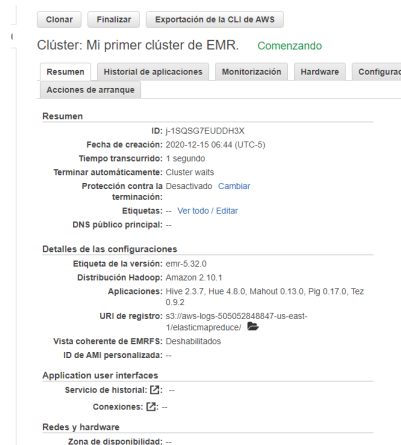 Clonar Finalizar Exportación de la CLI de AWS
Clúster: Mi primer clúster de EMR. Comenzando
Resumen Historial de aplicaciones Monitorización Hardware Configurac
Acciones de arranque
Resumen
ID: j-1SQSG7EUDDH3X
Fecha de creación: 2020-12-15 06:44 (UTC-5)
Tiempo transcurrido: 1 segundo
Terminar automáticamente: Cluster waits
Protección contra la Desactivado Cambiar
terminación:
Etiquetas: -- Ver todo / Editar
DNS público principal: --
Detalles de las configuraciones
Etiqueta de la versión: emr-5.32.0
Distribución Hadoop: Amazon 2.10.1
Aplicaciones: Hive 2.3.7, Hue 4.8.0, Mahout 0.13.0, Pig 0.17.0, Tez
0.9.2
URI de registro: s3://aws-logs-505052848847-us-east-
1/elasticmapreduce/
Vista coherente de EMRFS: Deshabilitados
ID de AMI personalizada: --
Application user interfaces
Servicio de historial: : --
Conexiones: : --
Redes y hardware
Zona de disponibilidad: --